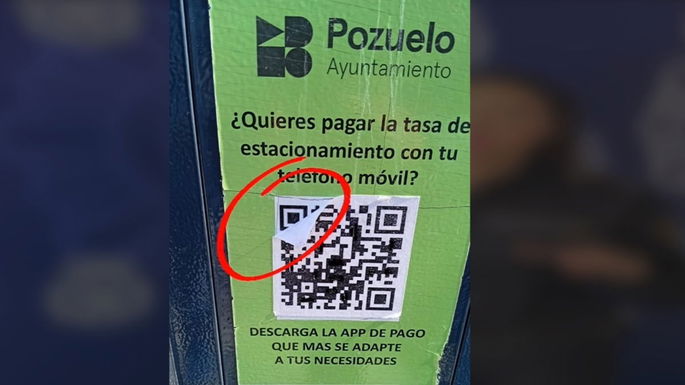 Pozuelo
Ayuntamiento
¿Quieres pagar la tasa de
estacionamiento con tu
teléfono móvil?
DESCARGA LA APP DE PAGO
QUE MAS SE ADAPTE
A TUS NECESIDADES